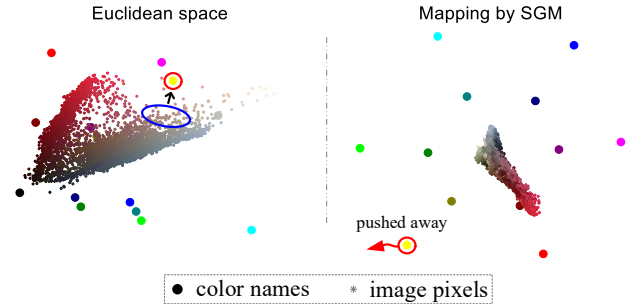 Euclidean space
Mapping by SGM
pushed away
color names
image pixels